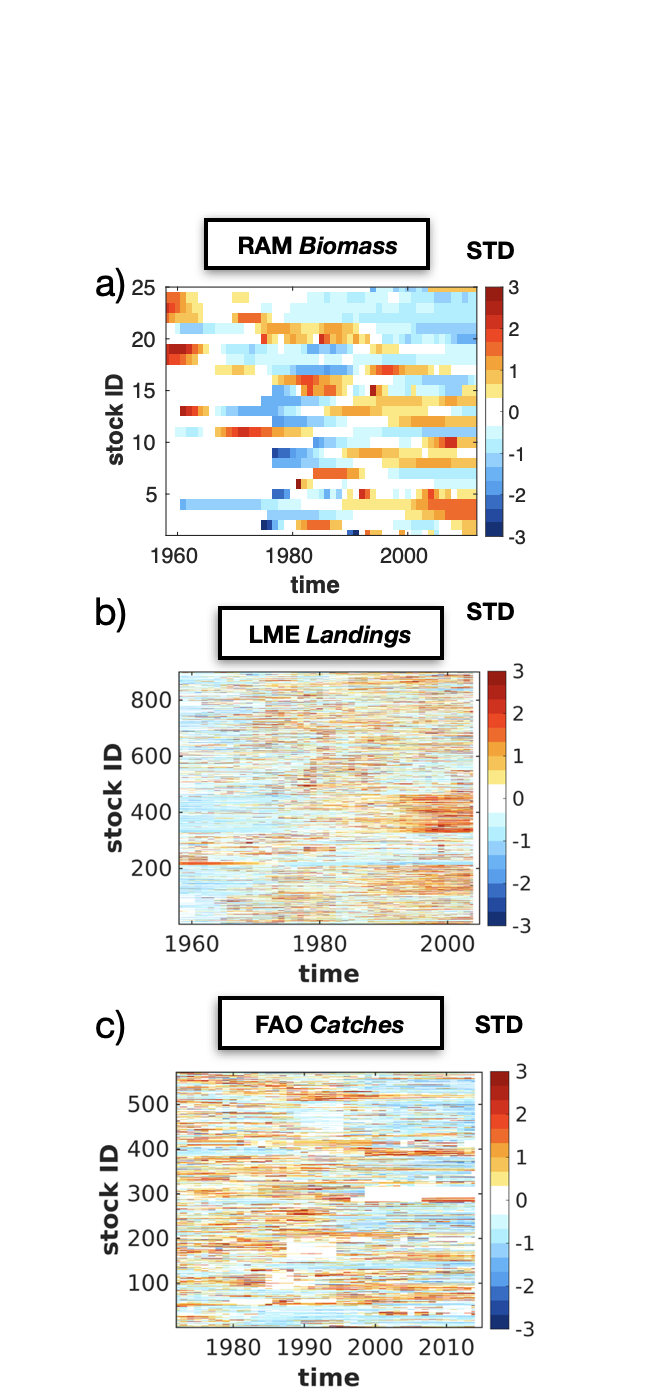 RAM Biomass
STD
a)
25
20
15
10
5
stock ID
1960 1980 2000
time
3
2
1
0
-1
-2
-3
b)
LME Landings
STD
800
600
400
200
stock ID
1960 1980 2000
time
3
2
1
0
-1
-2
-3
c)
FAO Catches
STD
500
400
300
200
100
stock ID
1980 1990 2000 2010
time
3
2
1
0
-1
-2
-3